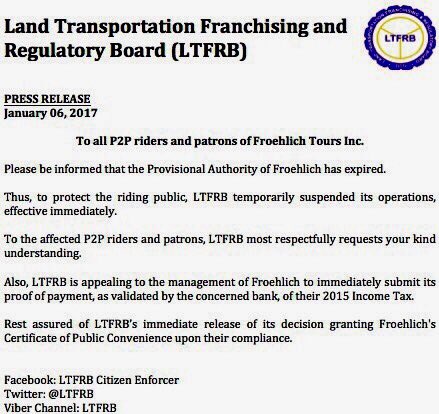 Land Transportation Franchising and
Regulatory Board (LTFRB)
LTFRB
PRESS RELEASE
January 06, 2017
To all P2P riders and patrons of Froehlich Tours Inc.
Please be informed that the Provisional Authority of Froehlich has expired.
Thus, to protect the riding public, LTFRB temporarily suspended its operations,
effective immediately.
To the affected P2P riders and patrons, LTFRB most respectfully requests your kind
understanding.
Also, LTFRB is appealing to the management of Froehlich to immediately submit its
proof of payment, as validated by the concerned bank, of their 2015 Income Tax.
Rest assured of LTFRB's immediate release of its decision granting Froehlich's
Certificate of Public Convenience upon their compliance.
Facebook: LTFRB Citizen Enforcer
Twitter: @LTFRB
Viber Channel: LTFRB